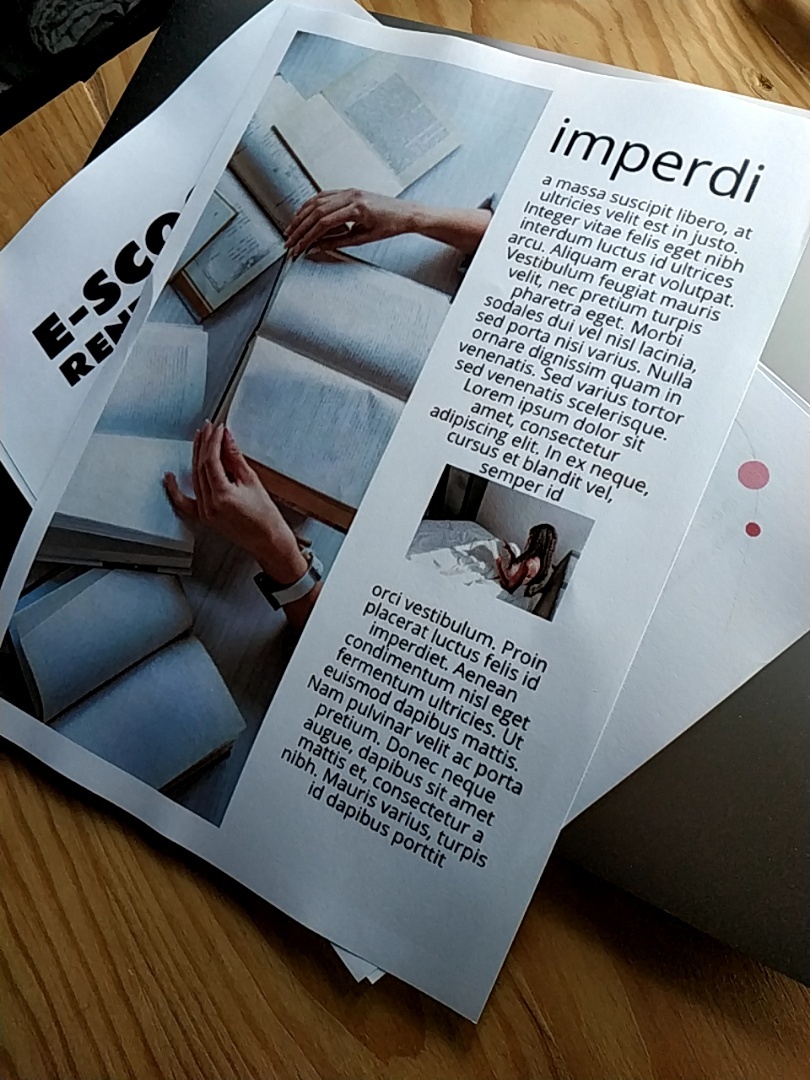 imperdi
a massa suscipit libero, at
ultricies velit est in justo.
Integer vitae felis eget nibh
interdum luctus id ultrices
arcu. Aliquam erat volutpat.
Vestibulum feugiat mauris
velit, nec pretium turpis
pharetra eget. Morbi
sodales dui vel nisl lacinia,
sed porta nisi varius. Nulla
ornare dignissim quam in
venenatis. Sed varius tortor
sed venenatis scelerisque.
Lorem ipsum dolor sit
amet, consectetur
adipiscing elit. In ex neque,
cursus et blandit vel,
semper id
orci vestibulum. Proin
placerat luctus felis id
imperdiet. Aenean
condimentum nisl eget
fermentum ultricies. Ut
euismod dapibus mattis.
Nam pulvinar velit ac porta
pretium. Donec neque
augue, dapibus sit amet
mattis et, consectetur a
nibh. Mauris varius, turpis
id dapibus porttit
E-SCO
REN